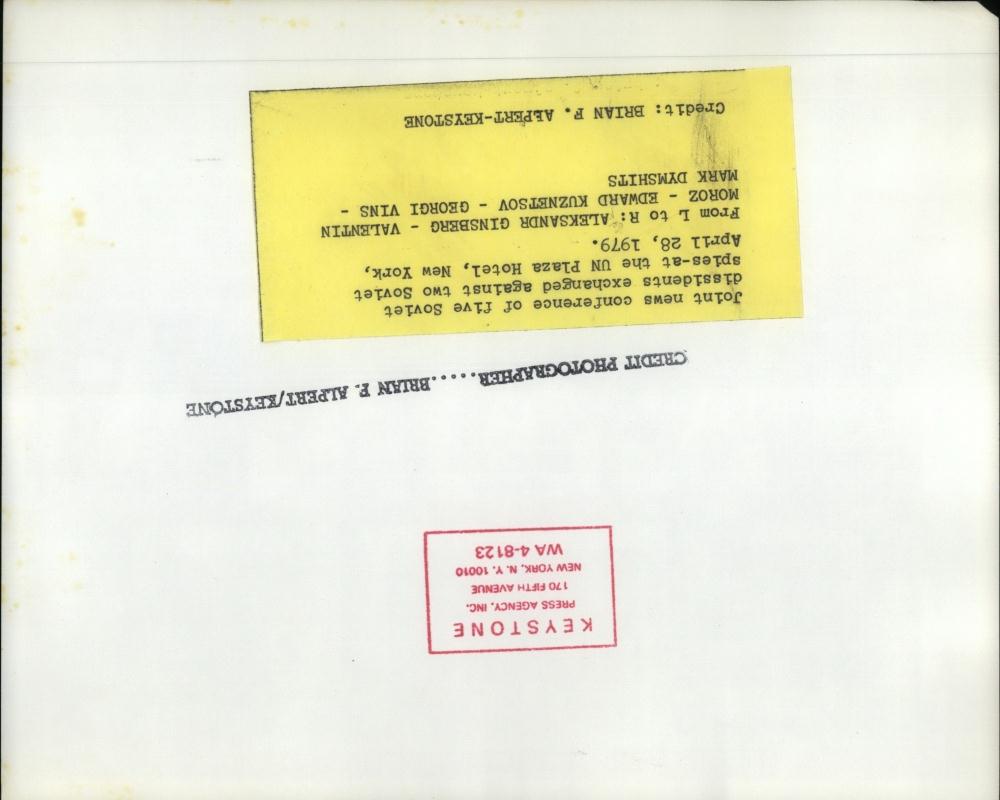 KEYSTONE
PRESS AGENCY, INC.
170 FIFTH AVENUE
NEW YORK, N. Y. 10010
WA 4-8123
CREDIT PHOTOGRAPHER.....BRIAN F. ALPERT/KEYSTONE
Joint news conference of five Soviet
dissidents exchanged against two Soviet
spies-at the UN Plaza Hotel, New York,
April 28, 1979.
From L to R: ALEKSANDR GINSBERG - VALENTIN
MOROZ - EDWARD KUZNETSOV - GEORGI VINS -
MARK DYMSHITS
Credit: BRIAN F. ALPERT-KEYSTONE